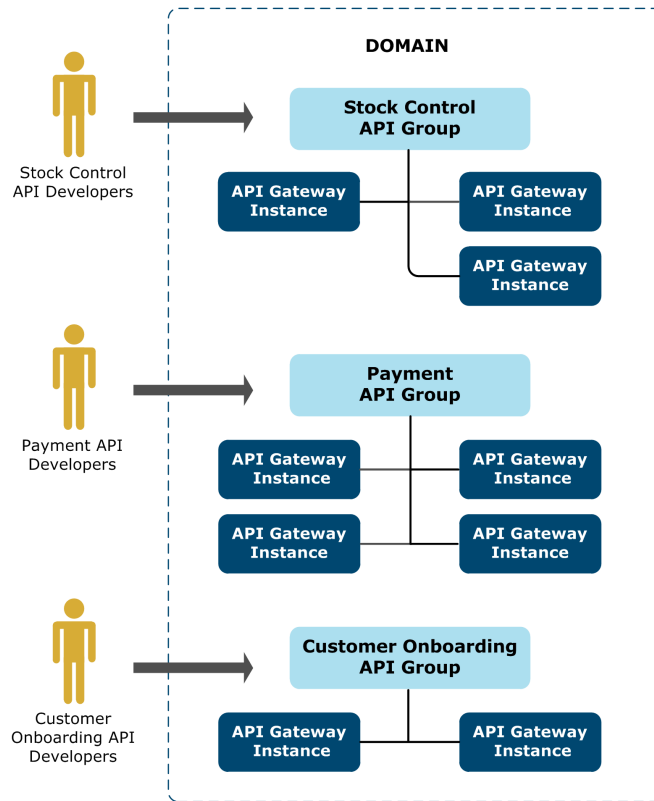 DOMAIN
Stock Control
API Group
Stock Control
API Developers
API Gateway
Instance
API Gateway
Instance
API Gateway
Instance
Payment
API Group
Payment API
Developers
API Gateway
Instance
API Gateway
Instance
API Gateway
Instance
API Gateway
Instance
Customer Onboarding
API Group
Customer
Onboarding API
Developers
API Gateway
Instance
API Gateway
Instance